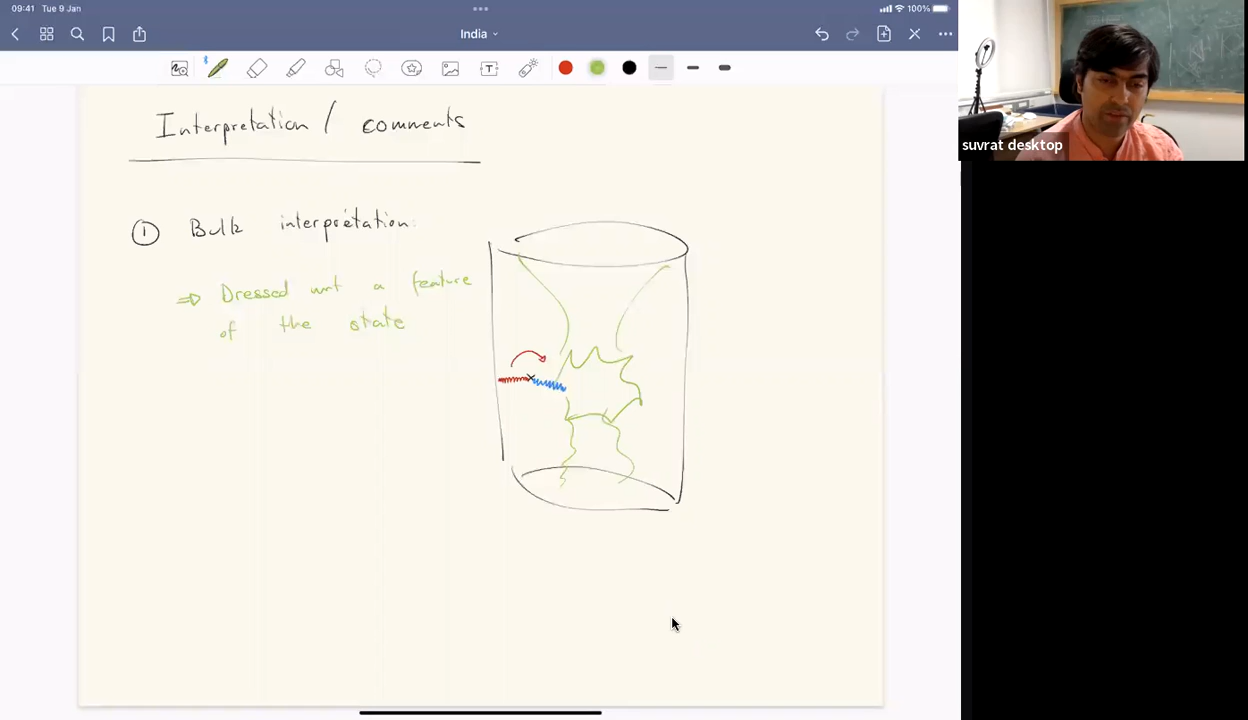 09:41 Tue 9 Jan
100%
India
suvrat desktop
Interpretation / comments
① Bulk interpretation:
⇒ Dressed wrt a feature
of the state